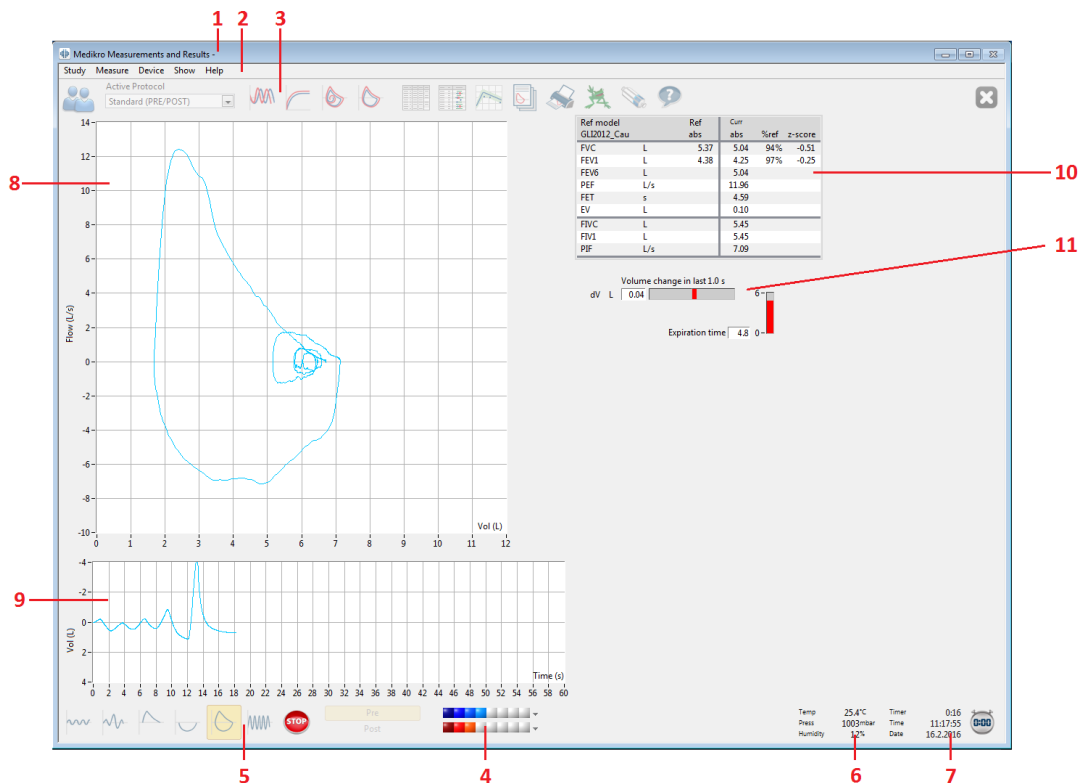 1 2 3
Medikro Measurements and Results -
Study Measure Device Show Help
Active Protocol
Standard (PRE/POST)
?
8
9
10
11
Flow (L/s)
14
12
10
8
6
4
2
0
-2
-4
-6
-8
-10
Vol (L)
0 1 2 3 4 5 6 7 8 9 10 11 12
Ref model Ref Curr
GLI2012_Cau abs abs %ref z-score
FVC L 5.37 5.04 94% -0.51
FEV1 L 4.38 4.25 97% -0.25
FEV6 L 5.04
PEF L/s 11.96
FET s 4.59
EV L 0.10
FIVC L 5.45
FIV1 L 5.45
PIF L/s 7.09
Volume change in last 1.0 s
dV L 0.04
6
Expiration time 4.8 0
Vol (L)
-4
-2
0
2
4
Time (s)
0 2 4 6 8 10 12 14 16 18 20 22 24 26 28 30 32 34 36 38 40 42 44 46 48 50 52 54 56 58 60
STOP
Pre
Post
Temp 25.4°C Timer 0:16
Press 1003mbar Time 11:17:55
Humidity 12% Date 16.2.2016
0:00
5 4 6 7